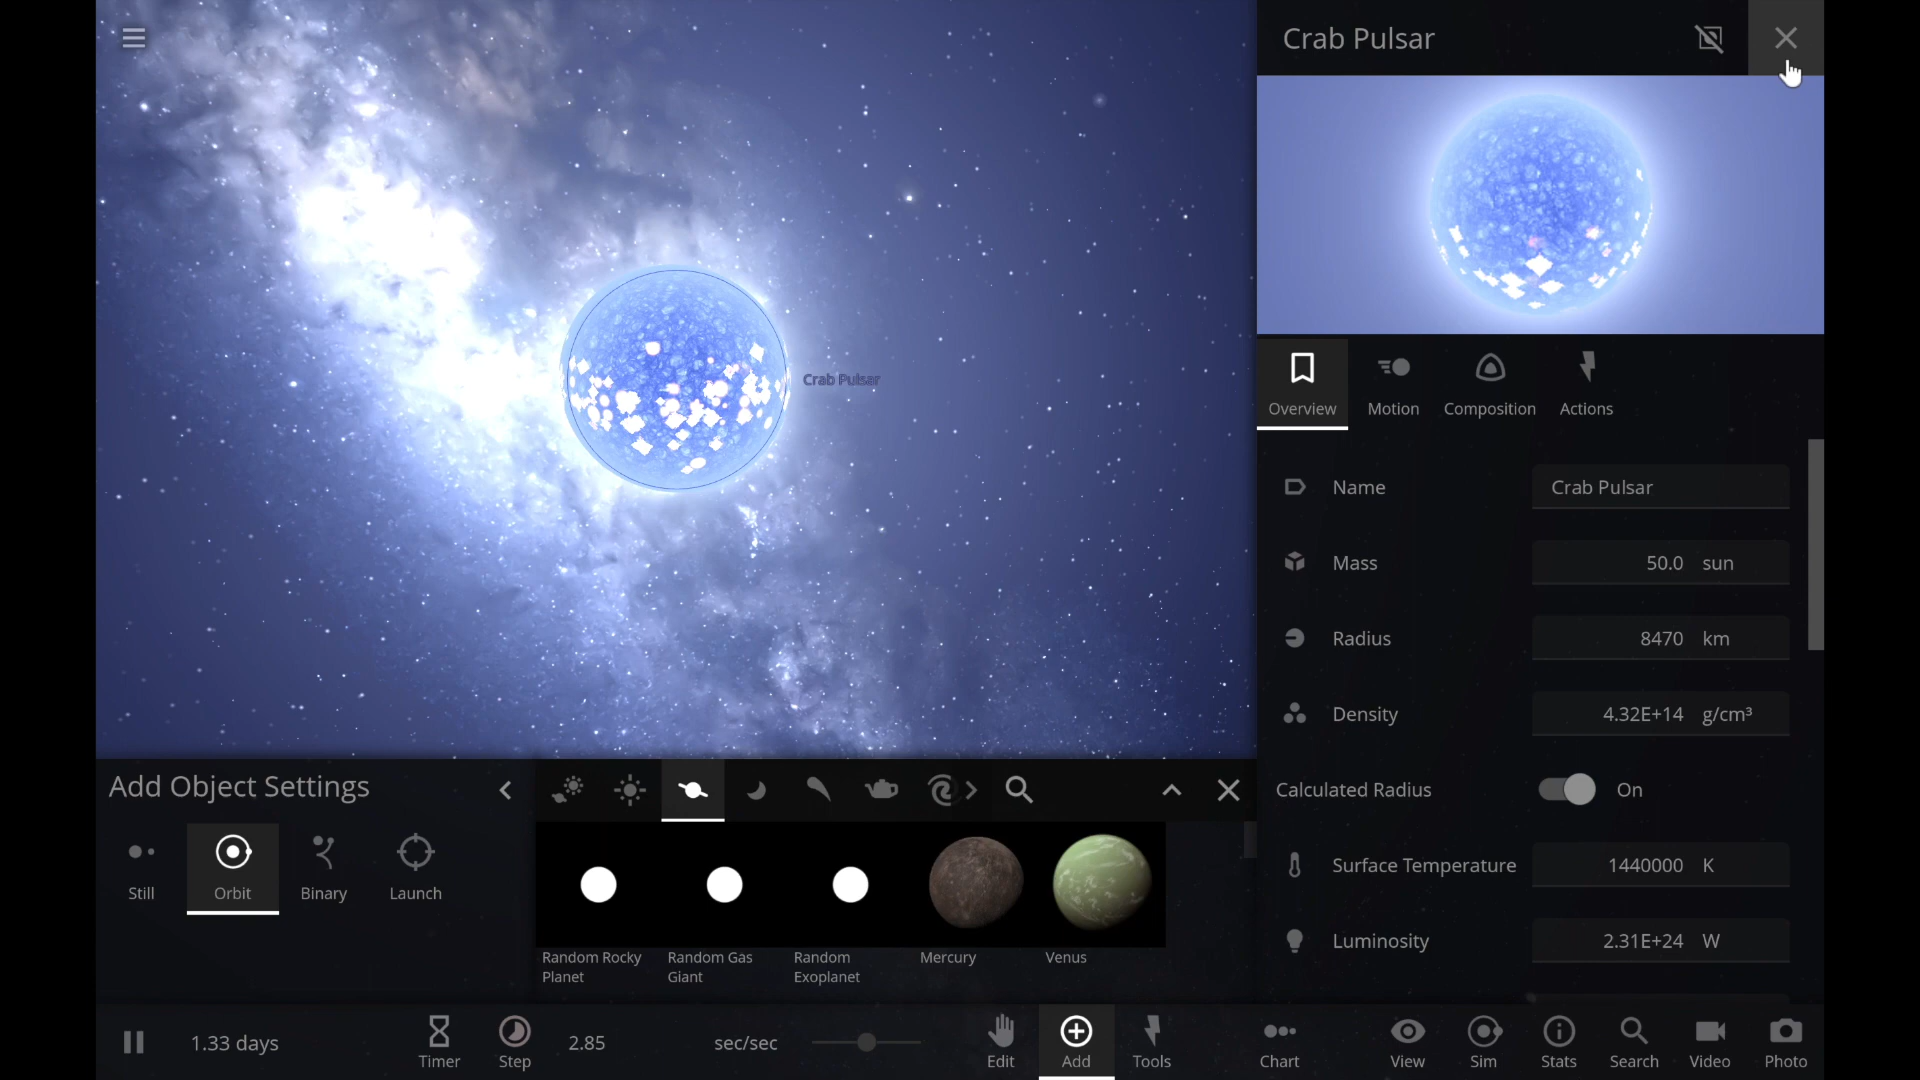 Crab Pulsar
Crab Pulsar
Overview
Motion
Composition
Actions
Name
Crab Pulsar
Mass
50.0 sun
Radius
8470 km
Density
4.32E+14 g/cm³
Calculated Radius
On
Surface Temperature
1440000 K
Luminosity
2.31E+24 W
Add Object Settings
Still
Orbit
Binary
Launch
Random Rocky
Planet
Random Gas
Giant
Random
Exoplanet
Mercury
Venus
1.33 days
Timer
Step
2.85
sec/sec
Edit
Add
Tools
Chart
View
Sim
Stats
Search
Video
Photo